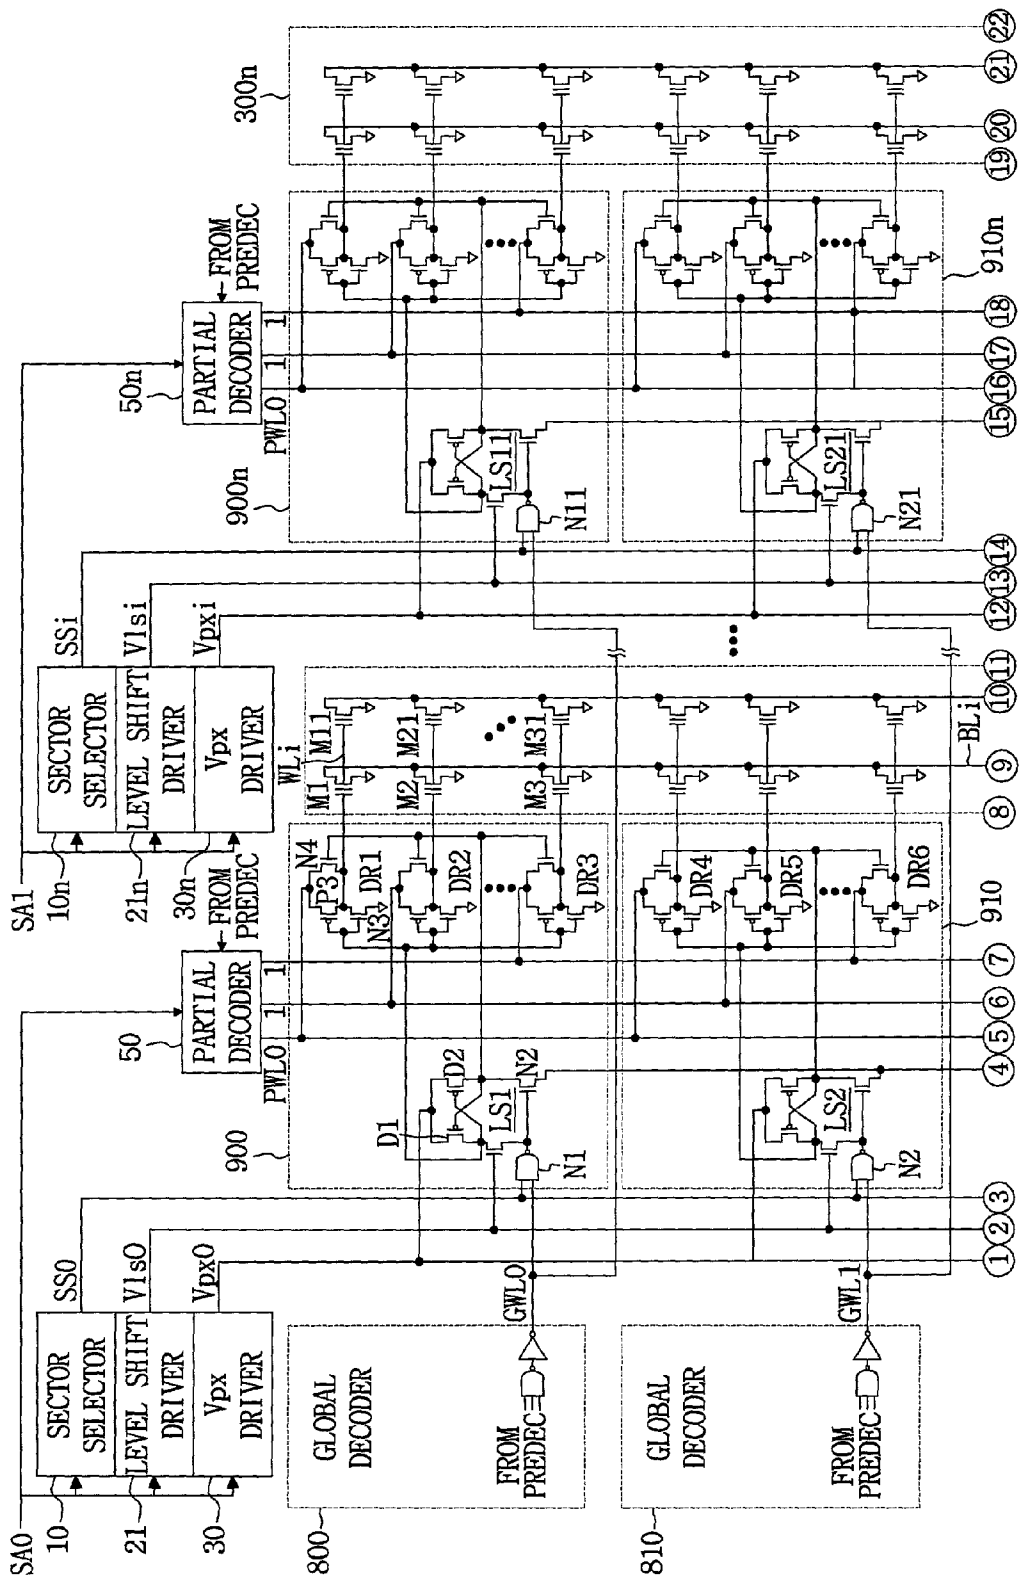 SA0
10
SECTOR
SELECTOR
SS0
21
LEVEL SHIFT
DRIVER
Vls0
30
Vpx
DRIVER
Vpx0
50
PARTIAL
DECODER
FROM
PREDEC
PWL0
1
1
SA1
10n
SECTOR
SELECTOR
SSi
21n
LEVEL SHIFT
DRIVER
Vlsi
30n
Vpx
DRIVER
Vpxi
50n
PARTIAL
DECODER
FROM
PREDEC
PWL0
1
1
800
GLOBAL
DECODER
FROM
PREDEC
GWL0
900
D1
D2
LS1
N1
N2
N4
P3
N3
DR1
DR2
DR3
WLi
M1
M11
M2
M21
M3
M31
900n
LS11
N11
300n
810
GLOBAL
DECODER
FROM
PREDEC
GWL1
LS2
N2
DR4
DR5
DR6
910
BLi
LS21
N21
910n
1
2
3
4
5
6
7
8
9
10
11
12
13
14
15
16
17
18
19
20
21
22